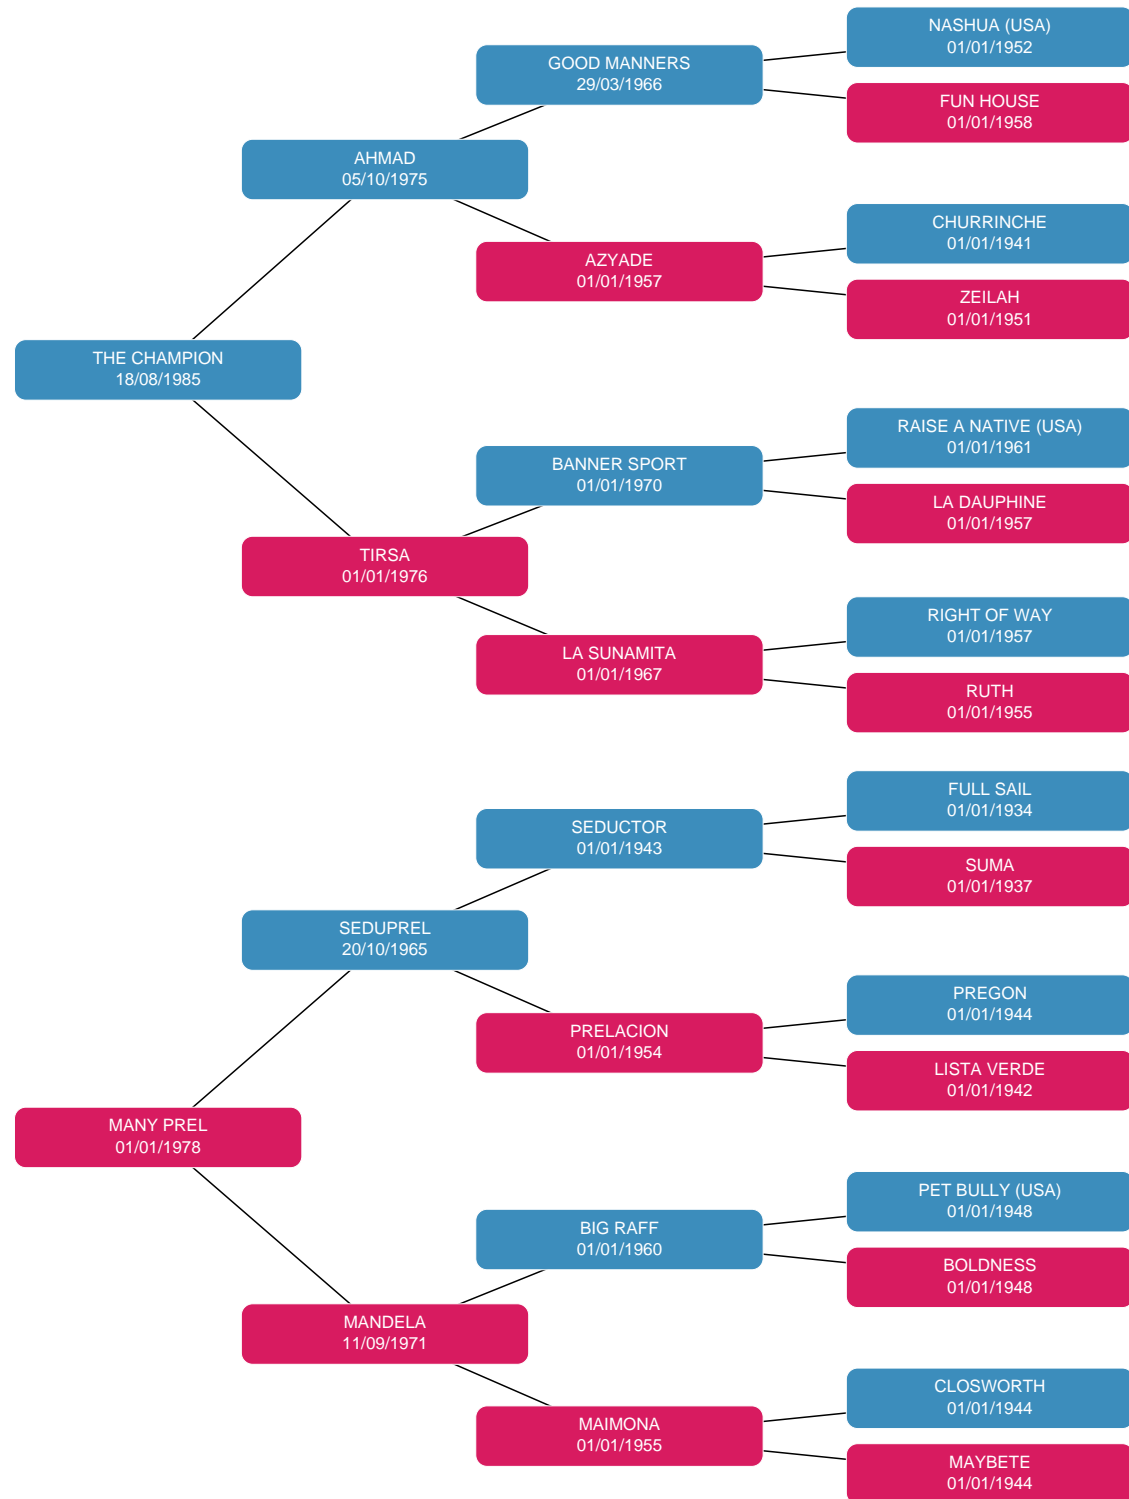 NASHUA (USA)
01/01/1952
GOOD MANNERS
29/03/1966
FUN HOUSE
01/01/1958
AHMAD
05/10/1975
CHURRINCHE
01/01/1941
AZYADE
01/01/1957
ZEILAH
01/01/1951
THE CHAMPION
18/08/1985
RAISE A NATIVE (USA)
01/01/1961
BANNER SPORT
01/01/1970
LA DAUPHINE
01/01/1957
TIRSA
01/01/1976
RIGHT OF WAY
01/01/1957
LA SUNAMITA
01/01/1967
RUTH
01/01/1955
FULL SAIL
01/01/1934
SEDUCTOR
01/01/1943
SUMA
01/01/1937
SEDUPREL
20/10/1965
PREGON
01/01/1944
PRELACION
01/01/1954
LISTA VERDE
01/01/1942
MANY PREL
01/01/1978
PET BULLY (USA)
01/01/1948
BIG RAFF
01/01/1960
BOLDNESS
01/01/1948
MANDELA
11/09/1971
CLOSWORTH
01/01/1944
MAIMONA
01/01/1955
MAYBETE
01/01/1944